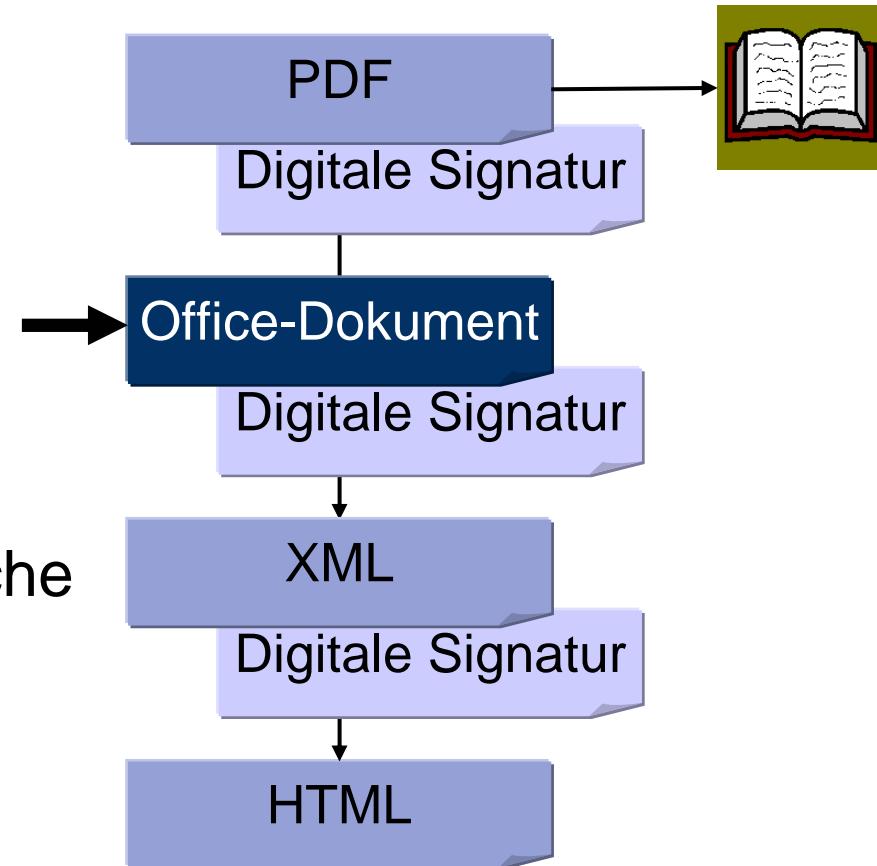 PDF
Digitale Signatur
Office-Dokument
Digitale Signatur
XML
che
Digitale Signatur
HTML